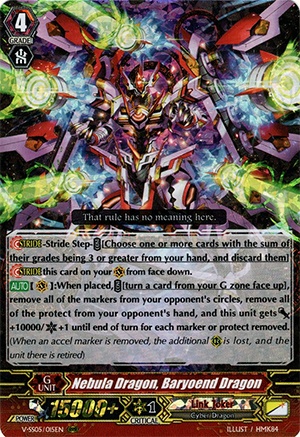 4
GRADE
That rule has no meaning here.
STRIDE -Stride Step- [Choose one or more cards with the sum of
their grades being 3 or greater from your hand, and discard them]
STRIDE this card on your from face down.
AUTO [ ]:When placed, [turn a card from your G zone face up],
remove all of the markers from your opponent's circles, remove all
of the protect from your opponent's hand, and this unit gets
+10000/ +1 until end of turn for each marker or protect removed.
(When an accel marker is removed, the additional is lost, and the
unit there is retired)
G
UNIT
Nebula Dragon, Baryoend Dragon
POWER
15000+
+1
CRITICAL
Link Joker
Cyber Dragon
V-SS05/015EN
ILLUST / HMK84